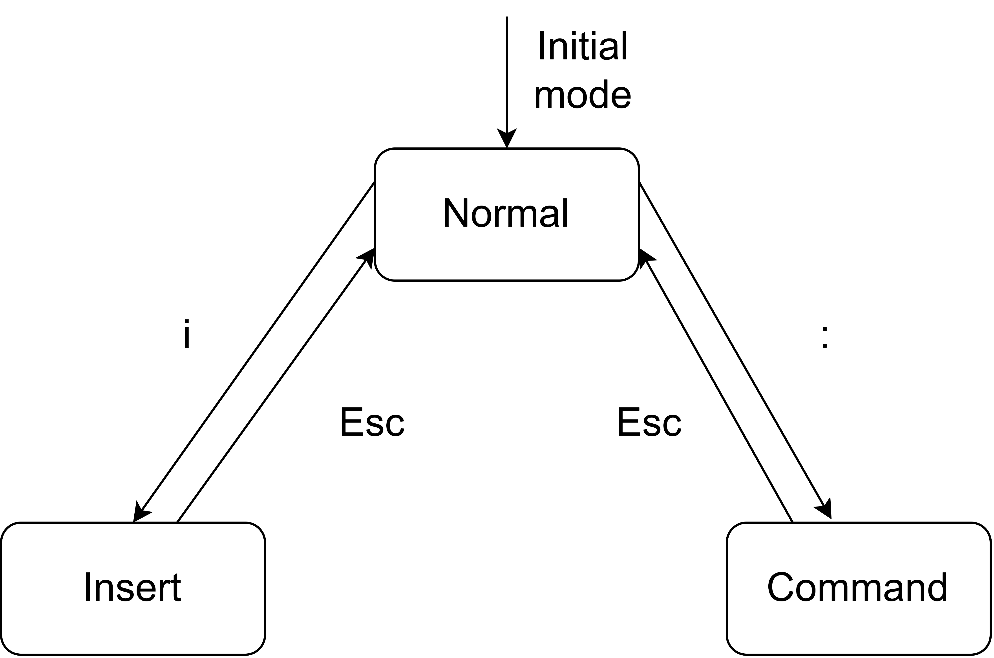 Initial
mode
Normal
i
:
Esc
Esc
Insert
Command